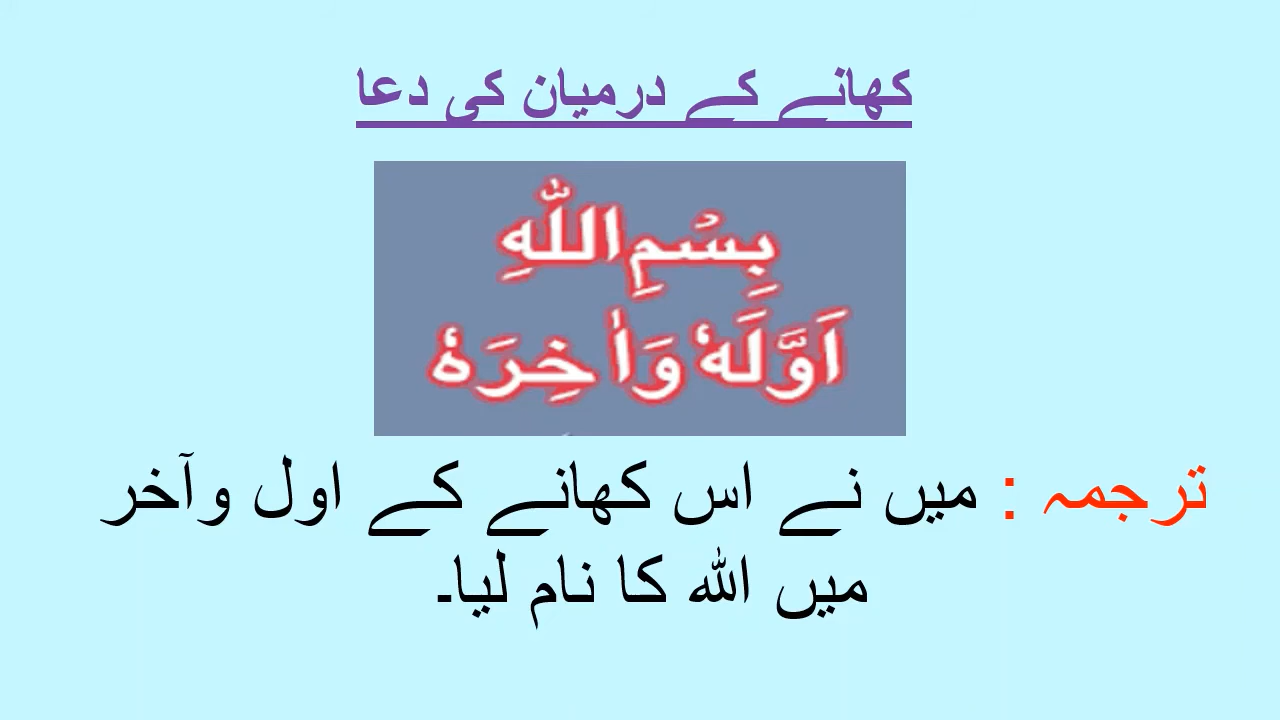 کھانے کے درمیان کی دعا
بِسْمِ اللّٰهِ
اَوَّلَهٗ وَاٰخِرَهٗ
ترجمہ : میں نے اس کھانے کے اول وآخر
میں اللہ کا نام لیا۔